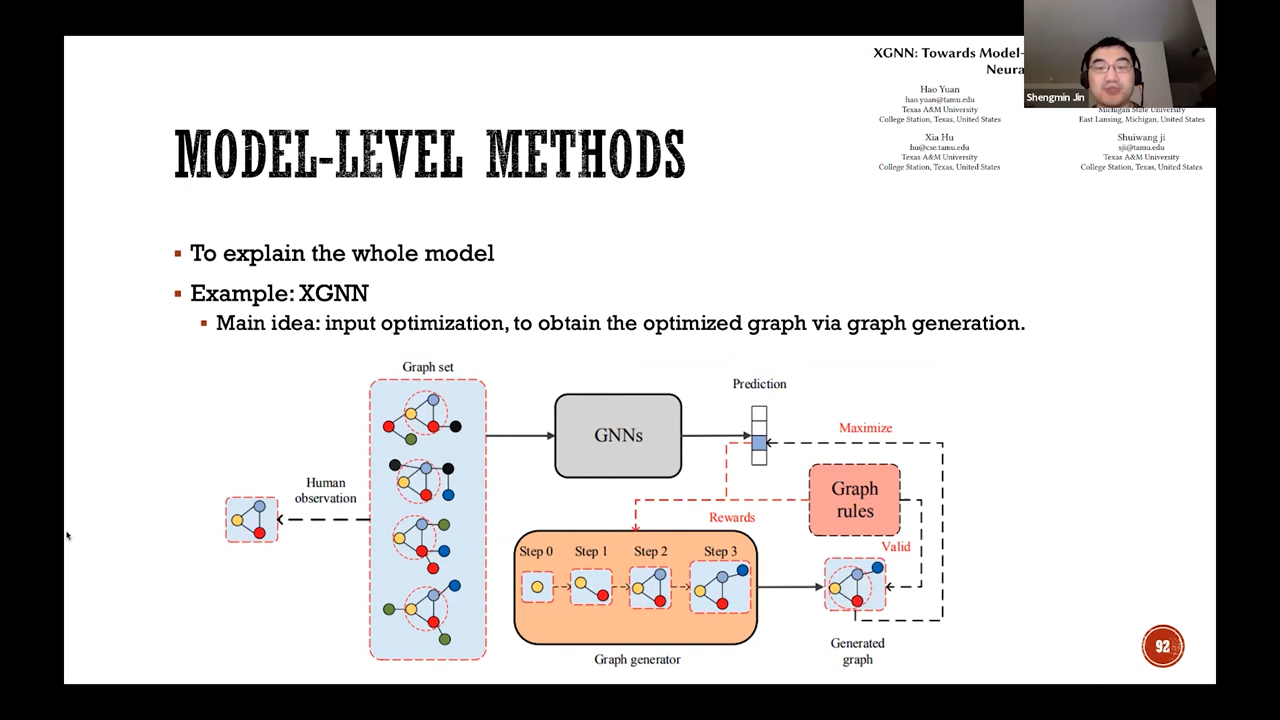 XGNN: Towards Model-
Neura
Hao Yuan
hao.yuan@tamu.edu
Texas A&M University
College Station, Texas, United States
Michigan State University
East Lansing, Michigan, United States
Xia Hu
hu@cse.tamu.edu
Texas A&M University
College Station, Texas, United States
Shuiwang ji
sji@tamu.edu
Texas A&M University
College Station, Texas, United States
Shengmin Jin
MODEL-LEVEL METHODS
To explain the whole model
Example: XGNN
Main idea: input optimization, to obtain the optimized graph via graph generation.
Graph set
Human
observation
GNNs
Prediction
Maximize
Graph
rules
Rewards
Valid
Step 0 Step 1 Step 2 Step 3
Graph generator
Generated
graph
92